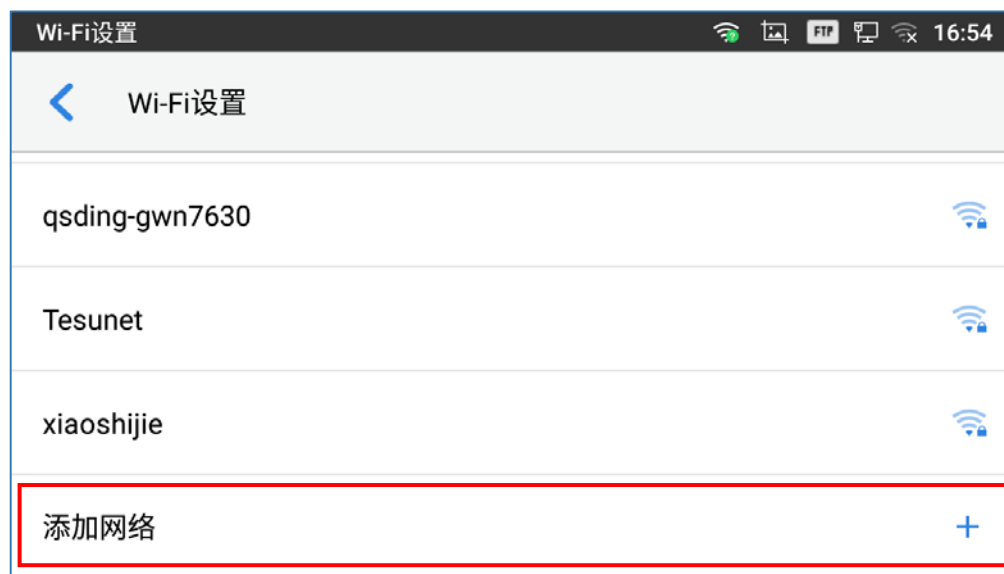 Wi-Fi设置 FTP 16:54
Wi-Fi设置
qsding-gwn7630
Tesunet
xiaoshijie
添加网络